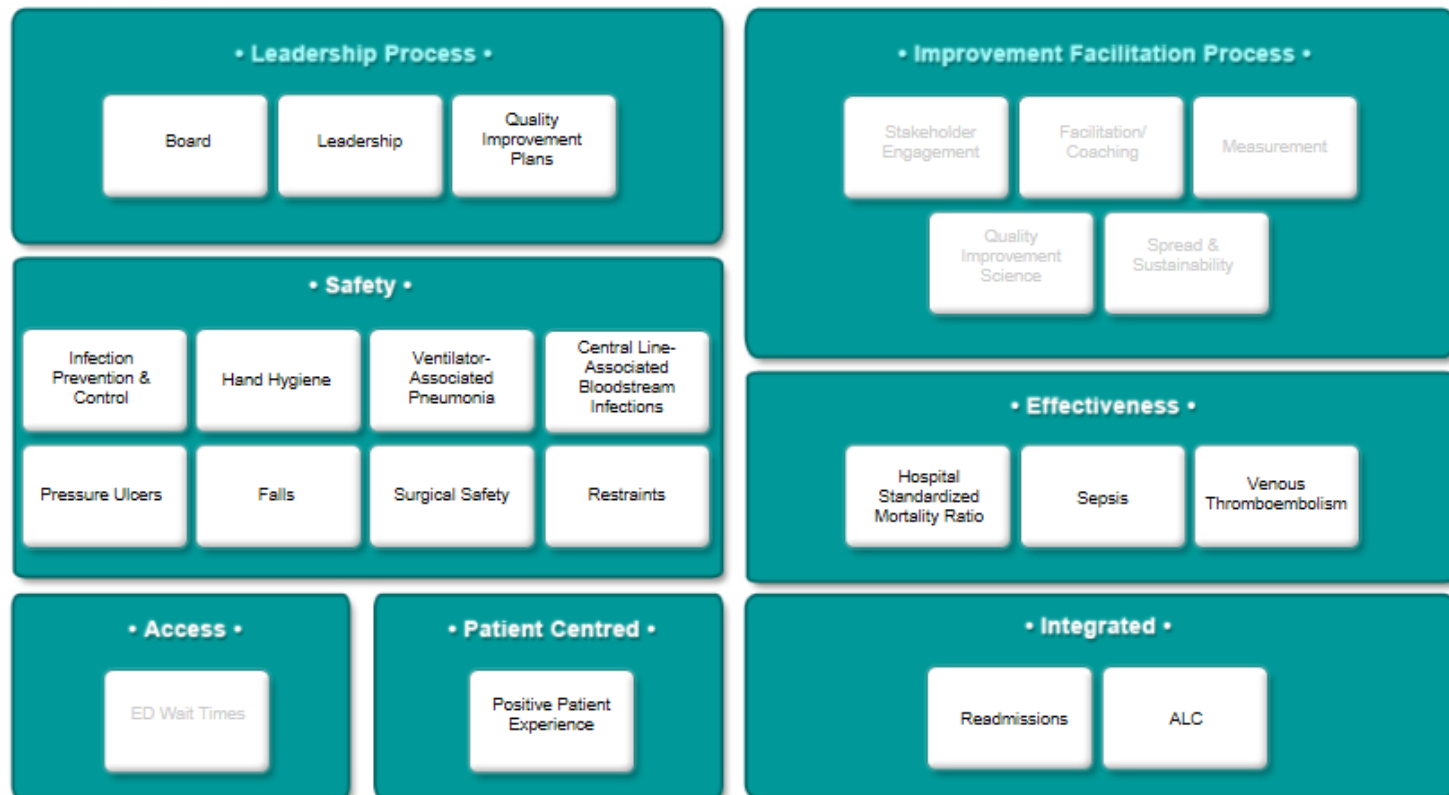 • Leadership Process •
Board
Leadership
Quality
Improvement
Plans
• Improvement Facilitation Process •
Stakeholder
Engagement
Facilitation/
Coaching
Measurement
Quality
Improvement
Science
Spread &
Sustainability
• Safety •
Infection
Prevention &
Control
Hand Hygiene
Ventilator-
Associated
Pneumonia
Central Line-
Associated
Bloodstream
Infections
Pressure Ulcers
Falls
Surgical Safety
Restraints
• Effectiveness •
Hospital
Standardized
Mortality Ratio
Sepsis
Venous
Thromboembolism
• Access •
ED Wait Times
• Patient Centred •
Positive Patient
Experience
• Integrated •
Readmissions
ALC